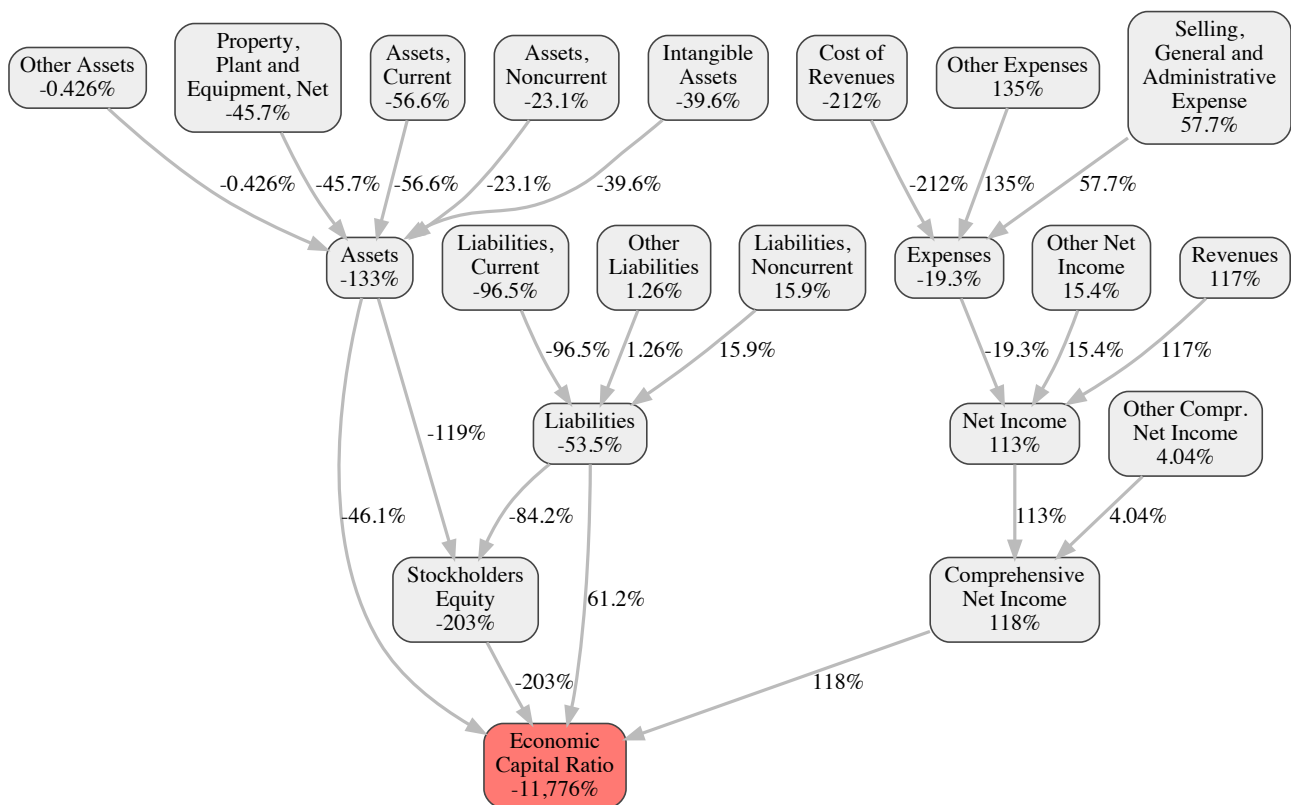 Other Assets
-0.426%
Property,
Plant and
Equipment, Net
-45.7%
Assets,
Current
-56.6%
Assets,
Noncurrent
-23.1%
Intangible
Assets
-39.6%
Cost of
Revenues
-212%
Other Expenses
135%
Selling,
General and
Administrative
Expense
57.7%
-0.426%
-45.7%
-56.6%
-23.1%
-39.6%
-212%
135%
57.7%
Assets
-133%
Liabilities,
Current
-96.5%
Other
Liabilities
1.26%
Liabilities,
Noncurrent
15.9%
Expenses
-19.3%
Other Net
Income
15.4%
Revenues
117%
-96.5%
1.26%
15.9%
-19.3%
15.4%
117%
-119%
Liabilities
-53.5%
Net Income
113%
Other Compr.
Net Income
4.04%
-46.1%
-84.2%
113%
4.04%
Stockholders
Equity
-203%
61.2%
Comprehensive
Net Income
118%
-203%
118%
Economic
Capital Ratio
-11,776%